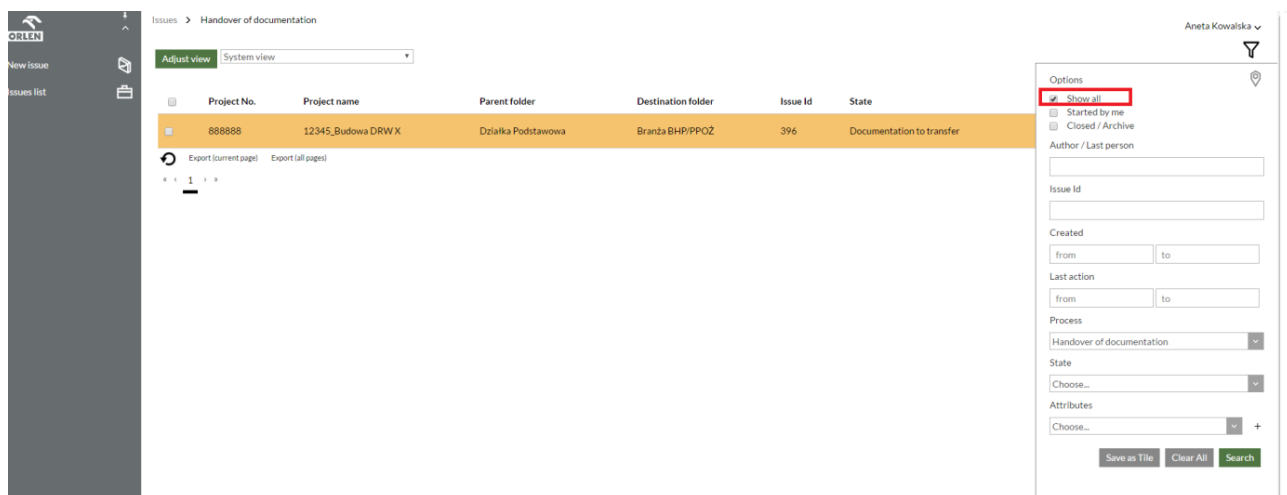 ORLEN
New issue
Issues list
Issues > Handover of documentation
Aneta Kowalska
Adjust view System view
Project No. Project name Parent folder Destination folder Issue Id State
888888 12345_Budowa DRW X Działka Podstawowa Branża BHP/PPOŻ 396 Documentation to transfer
Export (current page) Export (all pages)
« ‹ 1 › »
Options
Show all
Started by me
Closed / Archive
Author / Last person
Issue Id
Created
from to
Last action
from to
Process
Handover of documentation
State
Choose...
Attributes
Choose... +
Save as Tile Clear All Search